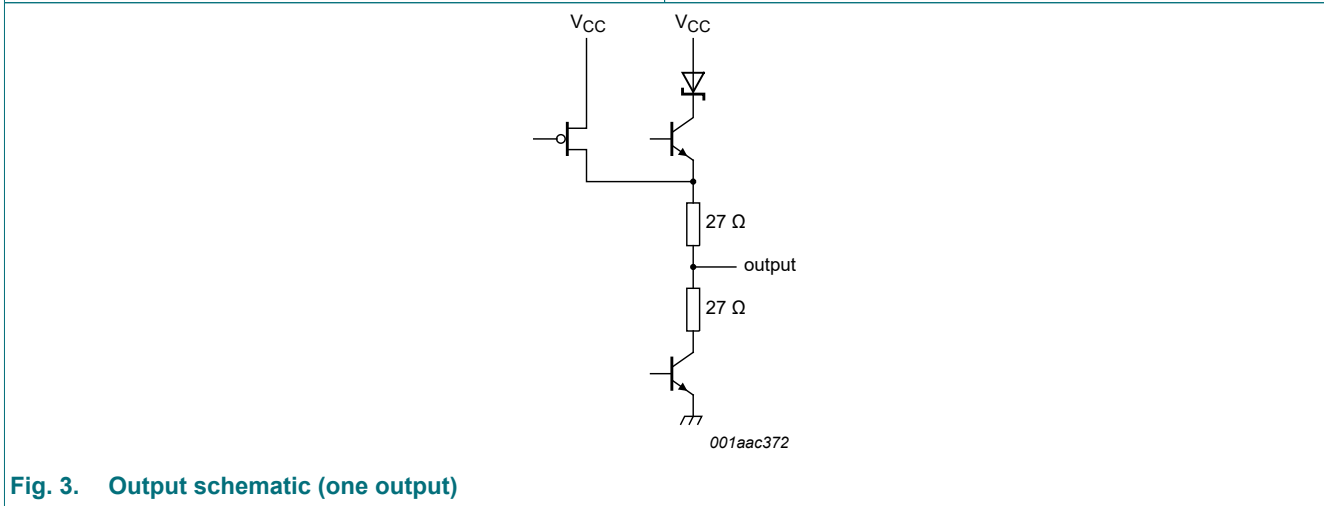 VCC VCC
27 Ω
output
27 Ω
001aac372
Fig. 3. Output schematic (one output)